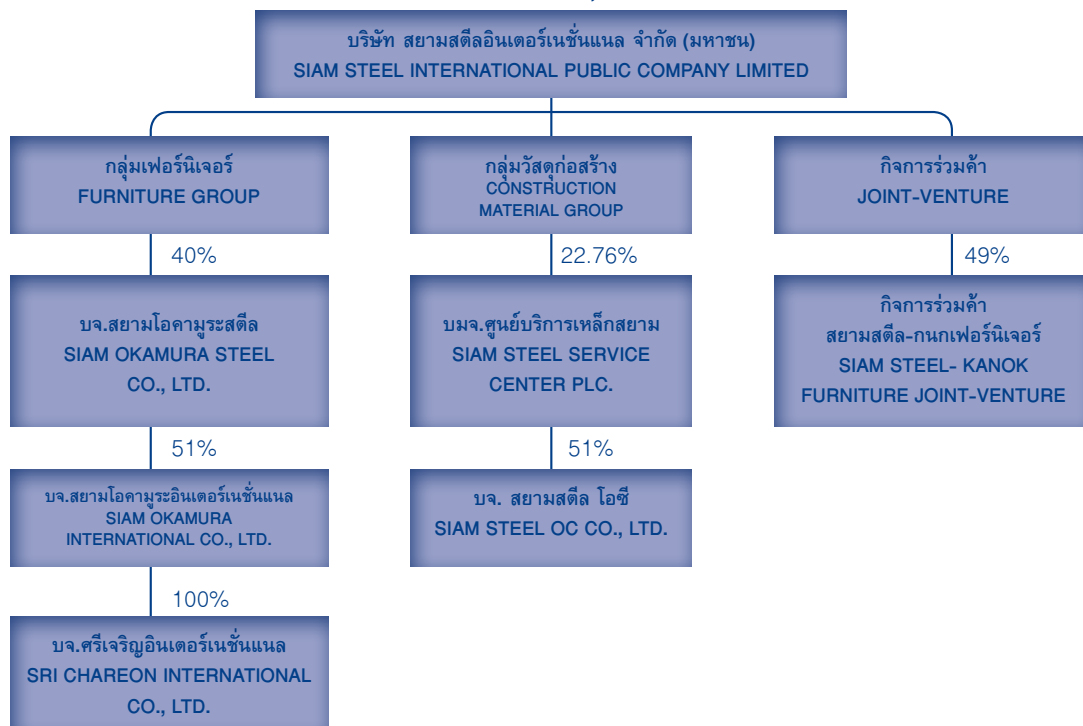 บริษัท สยามสตีลอินเตอร์เนชั่นแนล จำกัด (มหาชน)
SIAM STEEL INTERNATIONAL PUBLIC COMPANY LIMITED
กลุ่มเฟอร์นิเจอร์
FURNITURE GROUP
กลุ่มวัสดุก่อสร้าง
CONSTRUCTION
MATERIAL GROUP
กิจการร่วมค้า
JOINT-VENTURE
40%
22.76%
49%
บจ.สยามโอคามูระสตีล
SIAM OKAMURA STEEL
CO., LTD.
บมจ.ศูนย์บริการเหล็กสยาม
SIAM STEEL SERVICE
CENTER PLC.
กิจการร่วมค้า
สยามสตีล-กนกเฟอร์นิเจอร์
SIAM STEEL- KANOK
FURNITURE JOINT-VENTURE
51%
51%
บจ.สยามโอคามูระอินเตอร์เนชั่นแนล
SIAM OKAMURA
INTERNATIONAL CO., LTD.
บจ. สยามสตีล โอซี
SIAM STEEL OC CO., LTD.
100%
บจ.ศรีเจริญอินเตอร์เนชั่นแนล
SRI CHAREON INTERNATIONAL
CO., LTD.